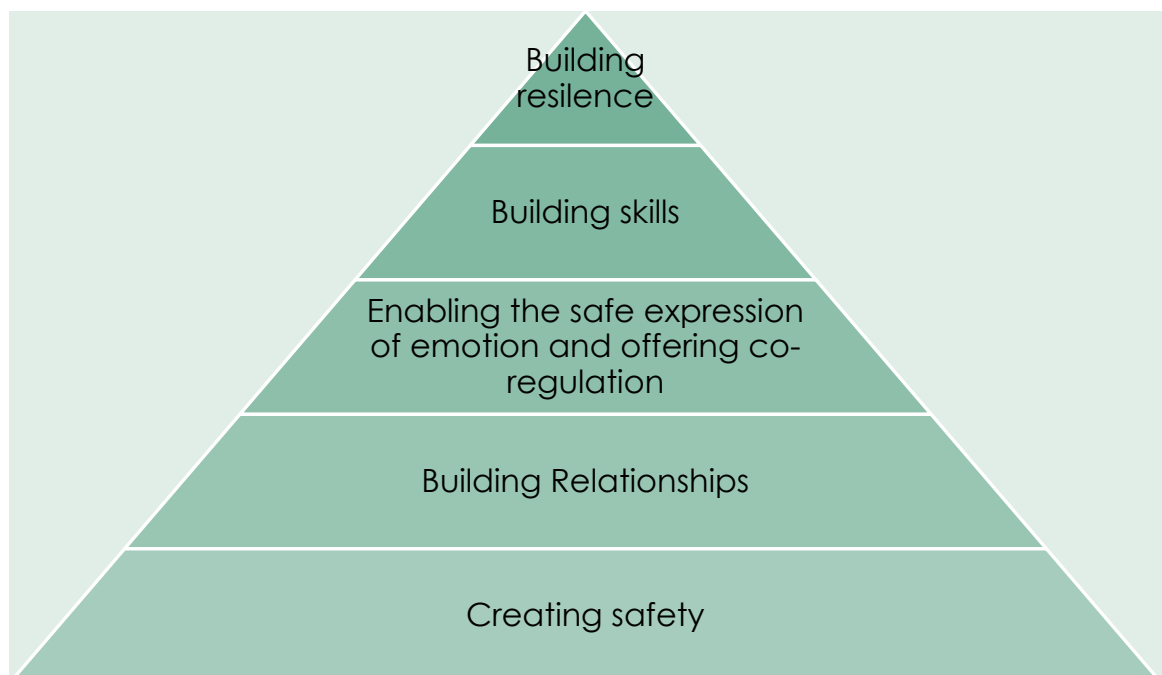 Building
resilence
Building skills
Enabling the safe expression
of emotion and offering co-
regulation
Building Relationships
Creating safety